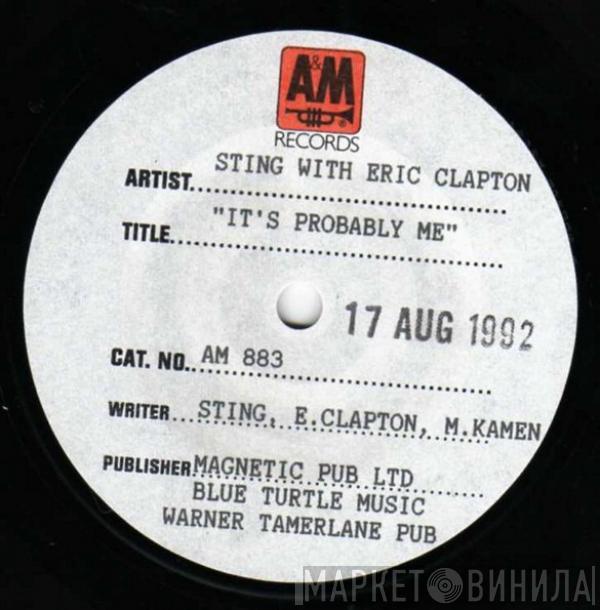 A&M
RECORDS
ARTIST STING WITH ERIC CLAPTON
TITLE "IT'S PROBABLY ME"
17 AUG 1992
CAT. NO. AM 883
WRITER STING, E.CLAPTON, M.KAMEN
PUBLISHER MAGNETIC PUB LTD
BLUE TURTLE MUSIC
WARNER TAMERLANE PUB
МАРКЕТ ВИНИЛА